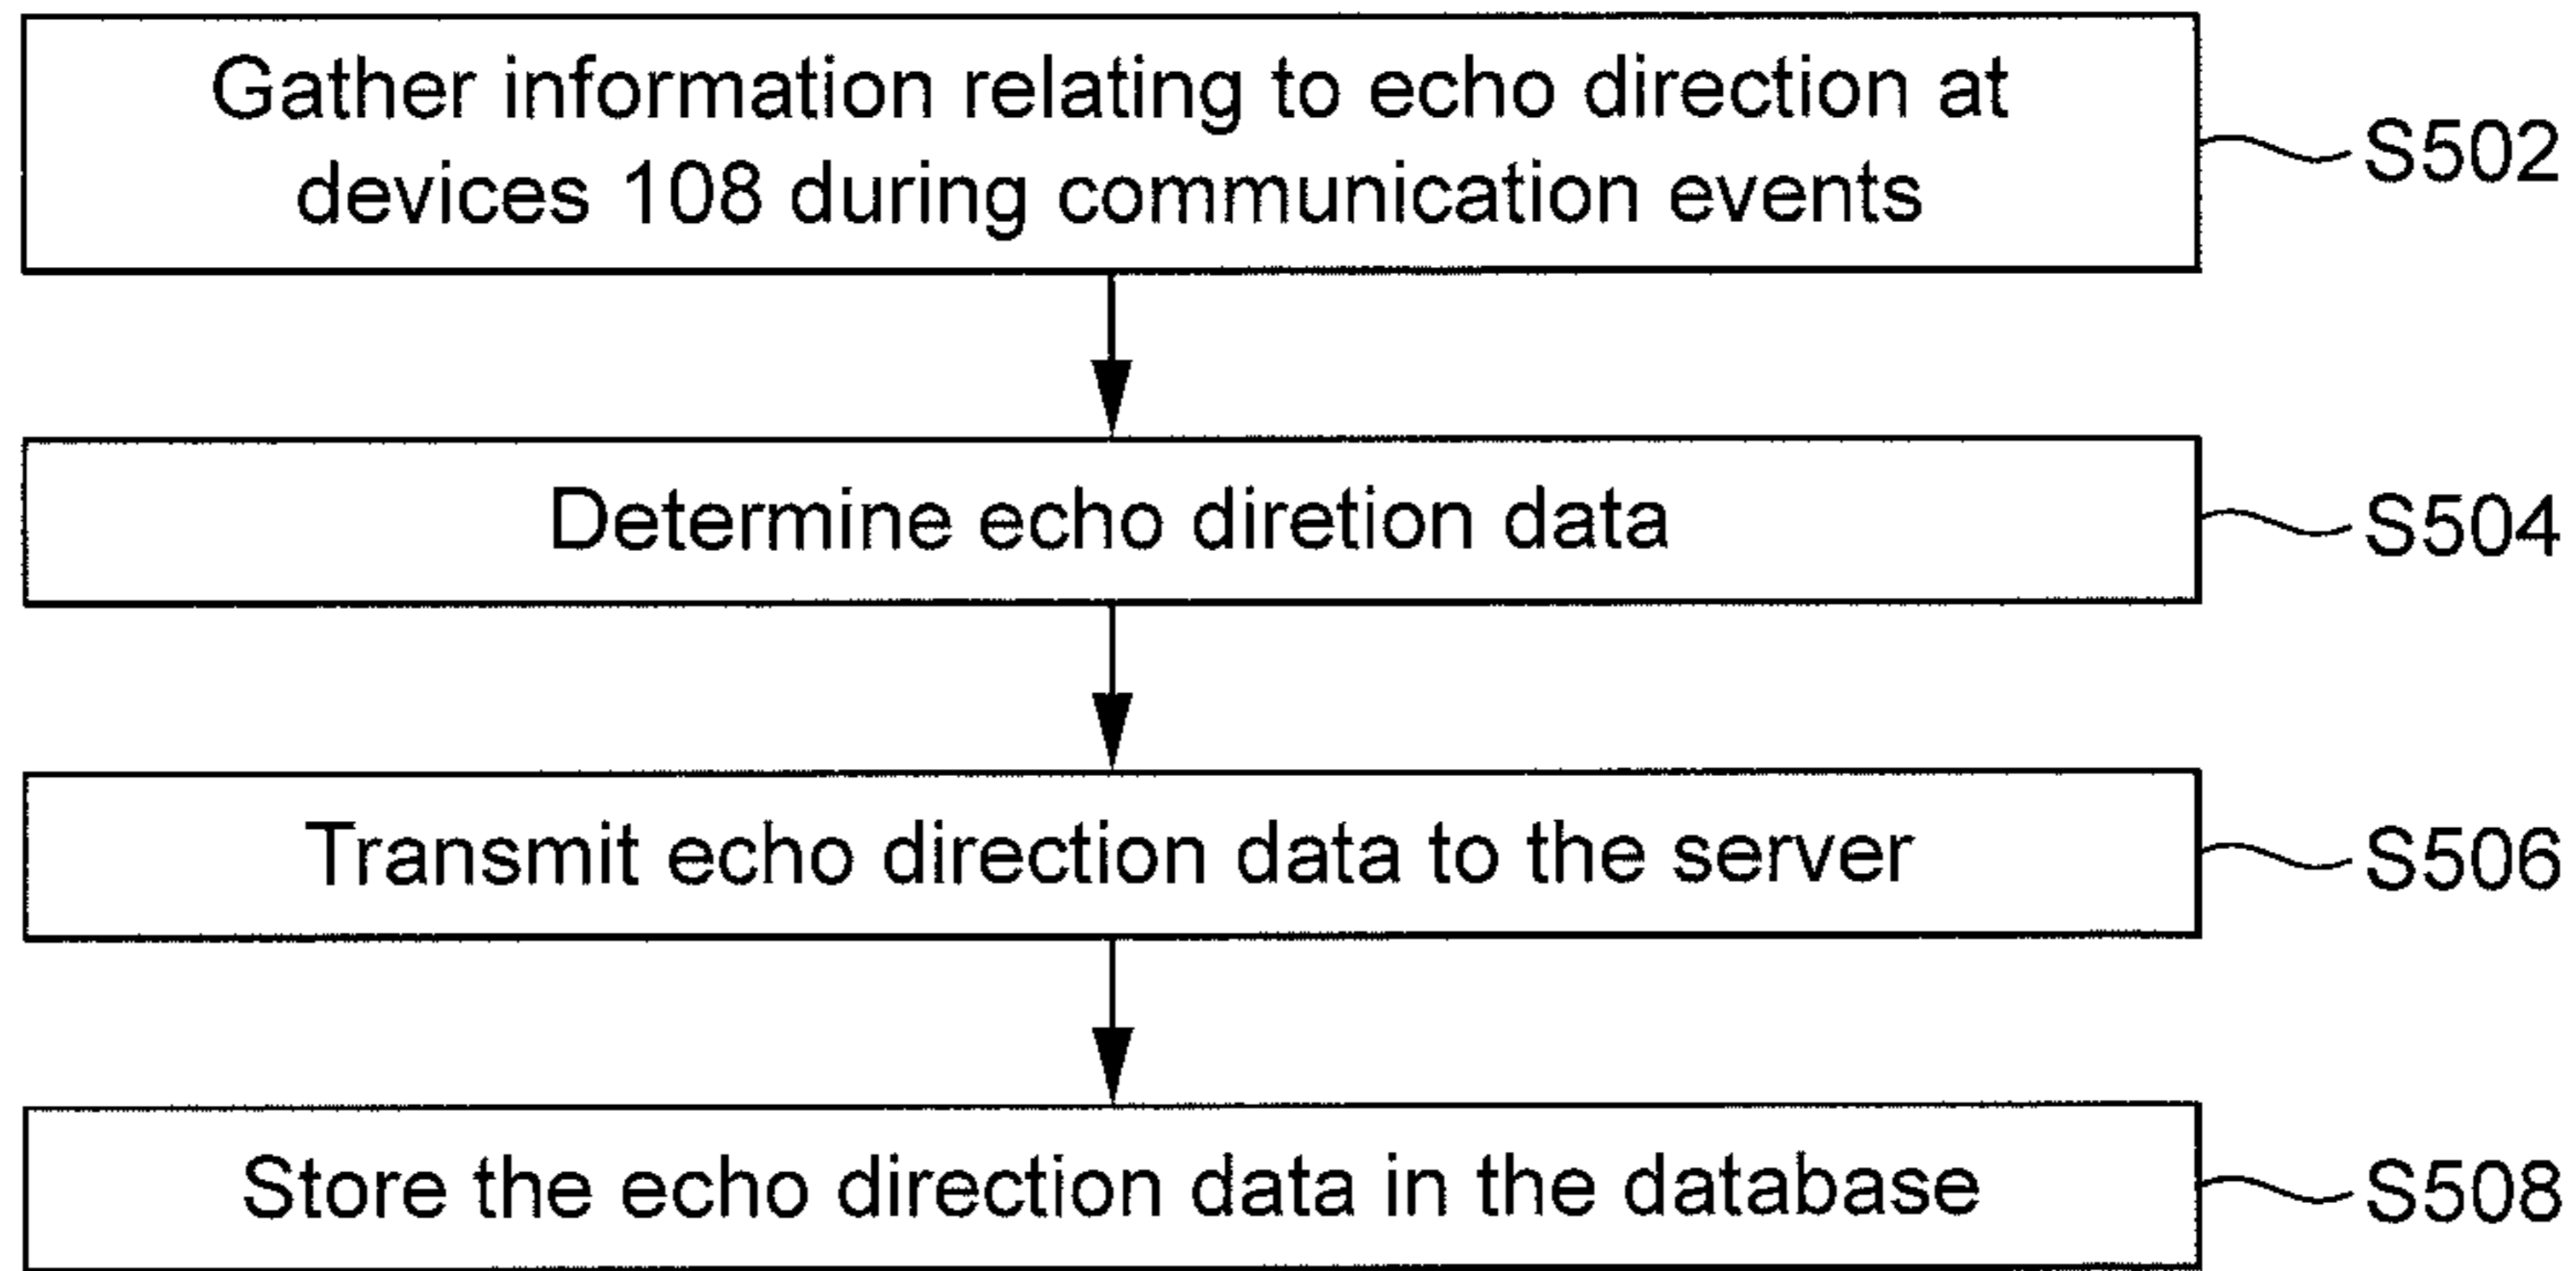 Gather information relating to echo direction at
devices 108 during communication events
S502
Determine echo diretion data
S504
Transmit echo direction data to the server
S506
Store the echo direction data in the database
S508